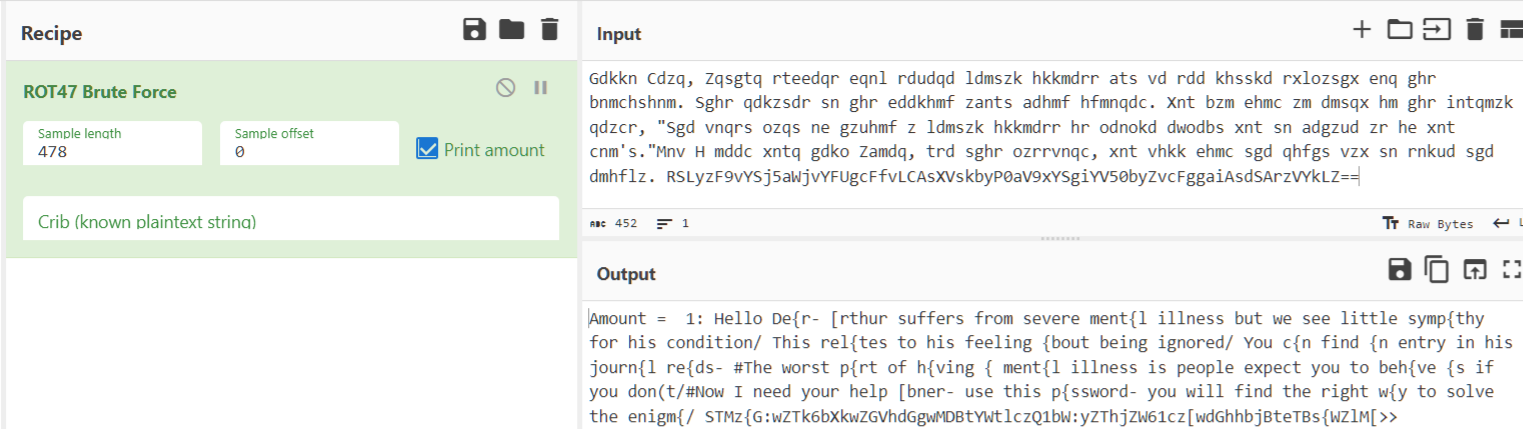 Recipe
Input
ROT47 Brute Force
Sample length
478
Sample offset
0
Print amount
Crib (known plaintext string)
Gdkkn Cdzq, Zqsgtq rteedqr eqnl rdudqd ldmszk hkkmdrr ats vd rdd khsskd rxlozsgx enq ghr
bnmchshnm. Sghr qdkzsdr sn ghr eddkhmf zants adhmf hfmnqdc. Xnt bzm ehmc zm dmsqx hm ghr intqmzk
qdzcr, "Sgd vnqrs ozqs ne gzuhmf z ldmszk hkkmdrr hr odnokd dwodbs xnt sn adgzud zr he xnt
cnm's."Mnv H mddc xntq gdko Zamdq, trd sghr ozrrvnqc, xnt vhkk ehmc sgd qhfgs vzx sn rnkud sgd
dmhflz. RSLyzF9vYSj5aWjvYFUgcFfvLCAsXVskbyP0aV9xYSgiYV50byZvcFggaiAsdSArzVYkLZ==
452
1
Raw Bytes
Output
Amount =  1: Hello De{r- [rthur suffers from severe ment{l illness but we see little symp{thy
for his condition/ This rel{tes to his feeling {bout being ignored/ You c{n find {n entry in his
journ{l re{ds- #The worst p{rt of h{ving { ment{l illness is people expect you to beh{ve {s if
you don(t/#Now I need your help [bner- use this p{ssword- you will find the right w{y to solve
the enigm{/ STMz{G:wZTk6bXkwZGVhdGgwMDBtYWtlczQ1bW:yZThjZW61cz[wdGhhbjBteTBs{WZlM[>>